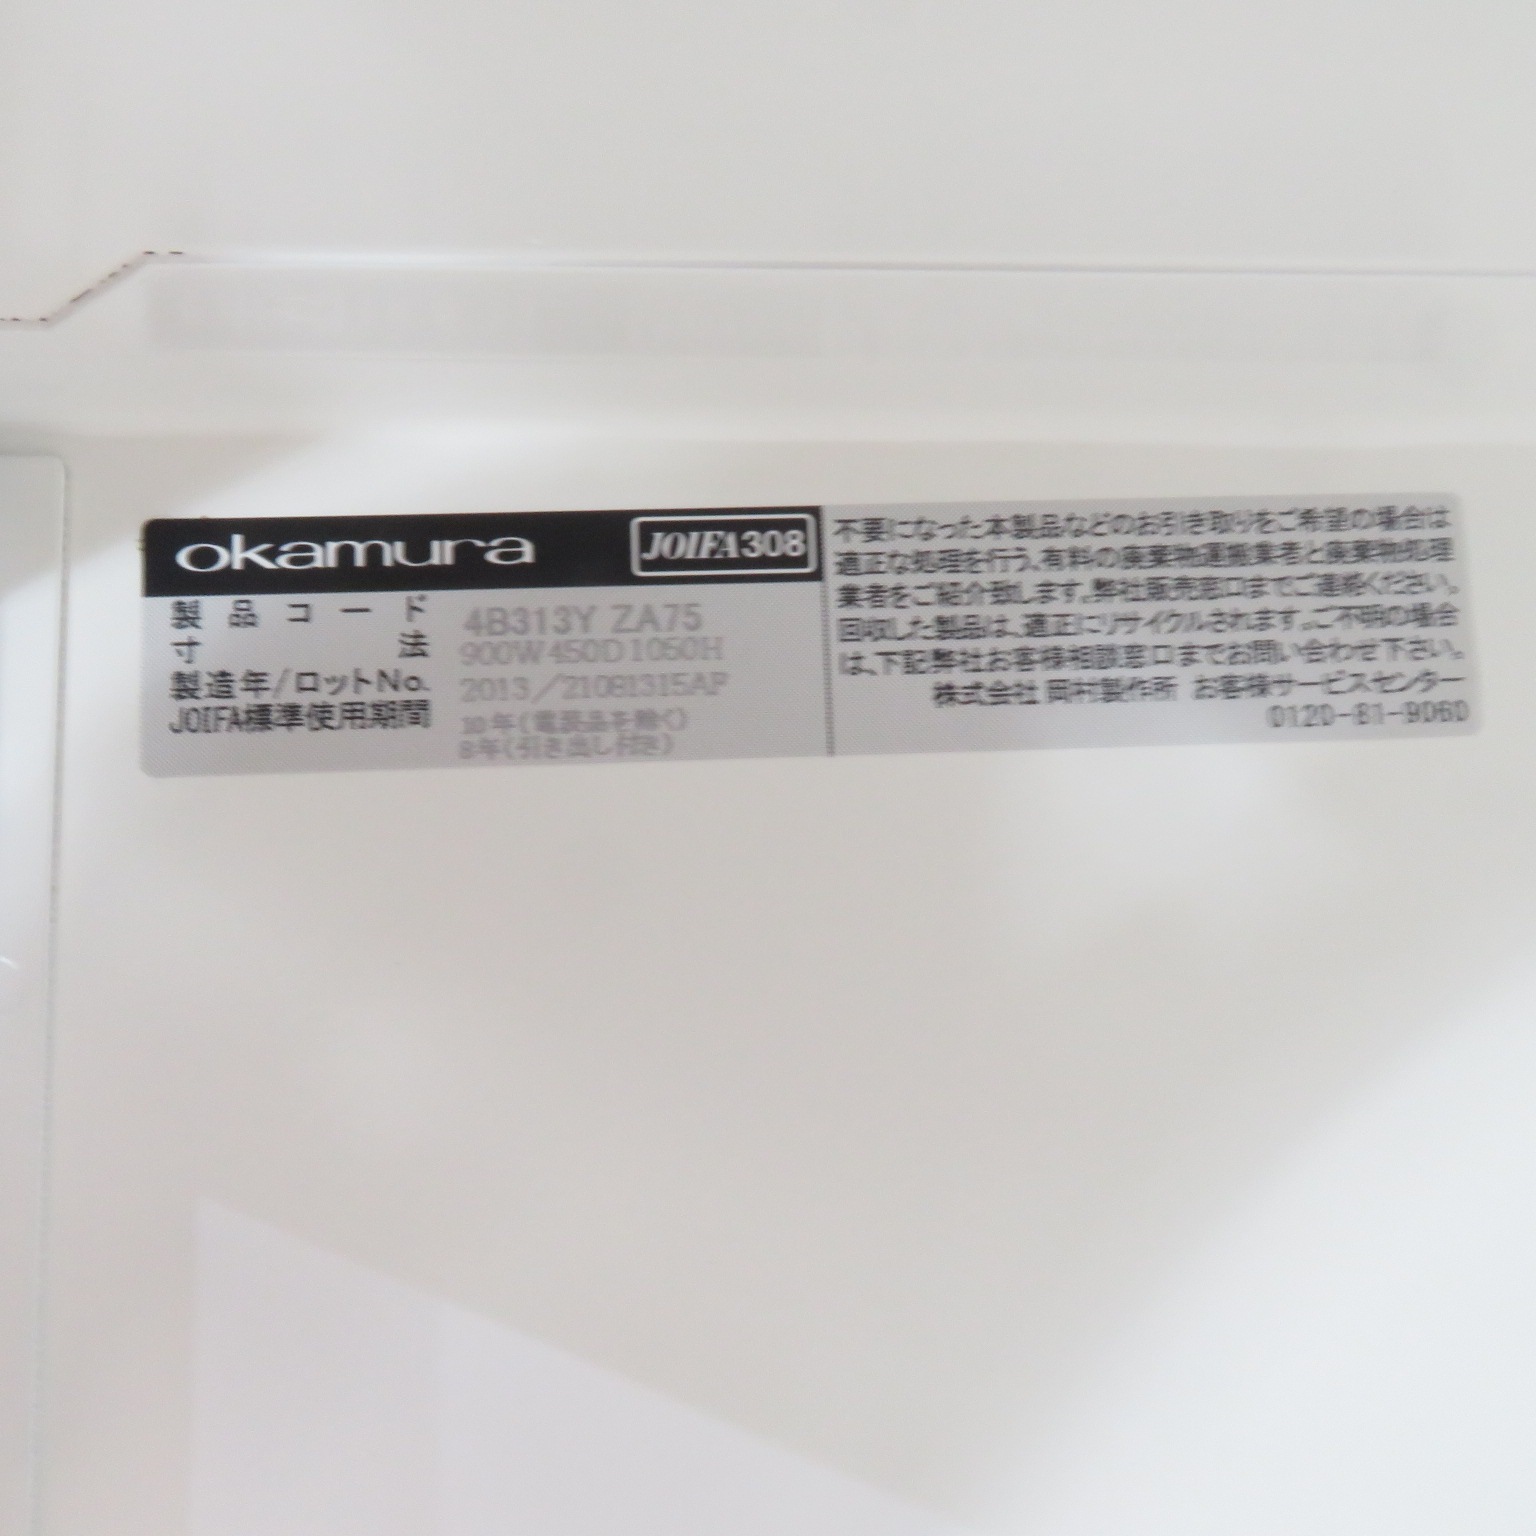 okamura JOIFA308
製品コード 4B313Y ZA75
寸法 900W450D1050H
製造年/ロットNo. 2013/21081315AP
JOIFA標準使用期間 10年(電装品を除く)
8年(引き出し付き)
不要になった本製品などのお引き取りをご希望の場合は
適正な処理を行う、有料の廃棄物運搬業者と廃棄物処理
業者をご紹介致します。弊社販売窓口までご連絡ください。
回収した製品は、適正にリサイクルされます。ご不明の場合
は、下記弊社お客様相談窓口までお問い合わせ下さい。
株式会社 岡村製作所 お客様サービスセンター
0120-81-9060